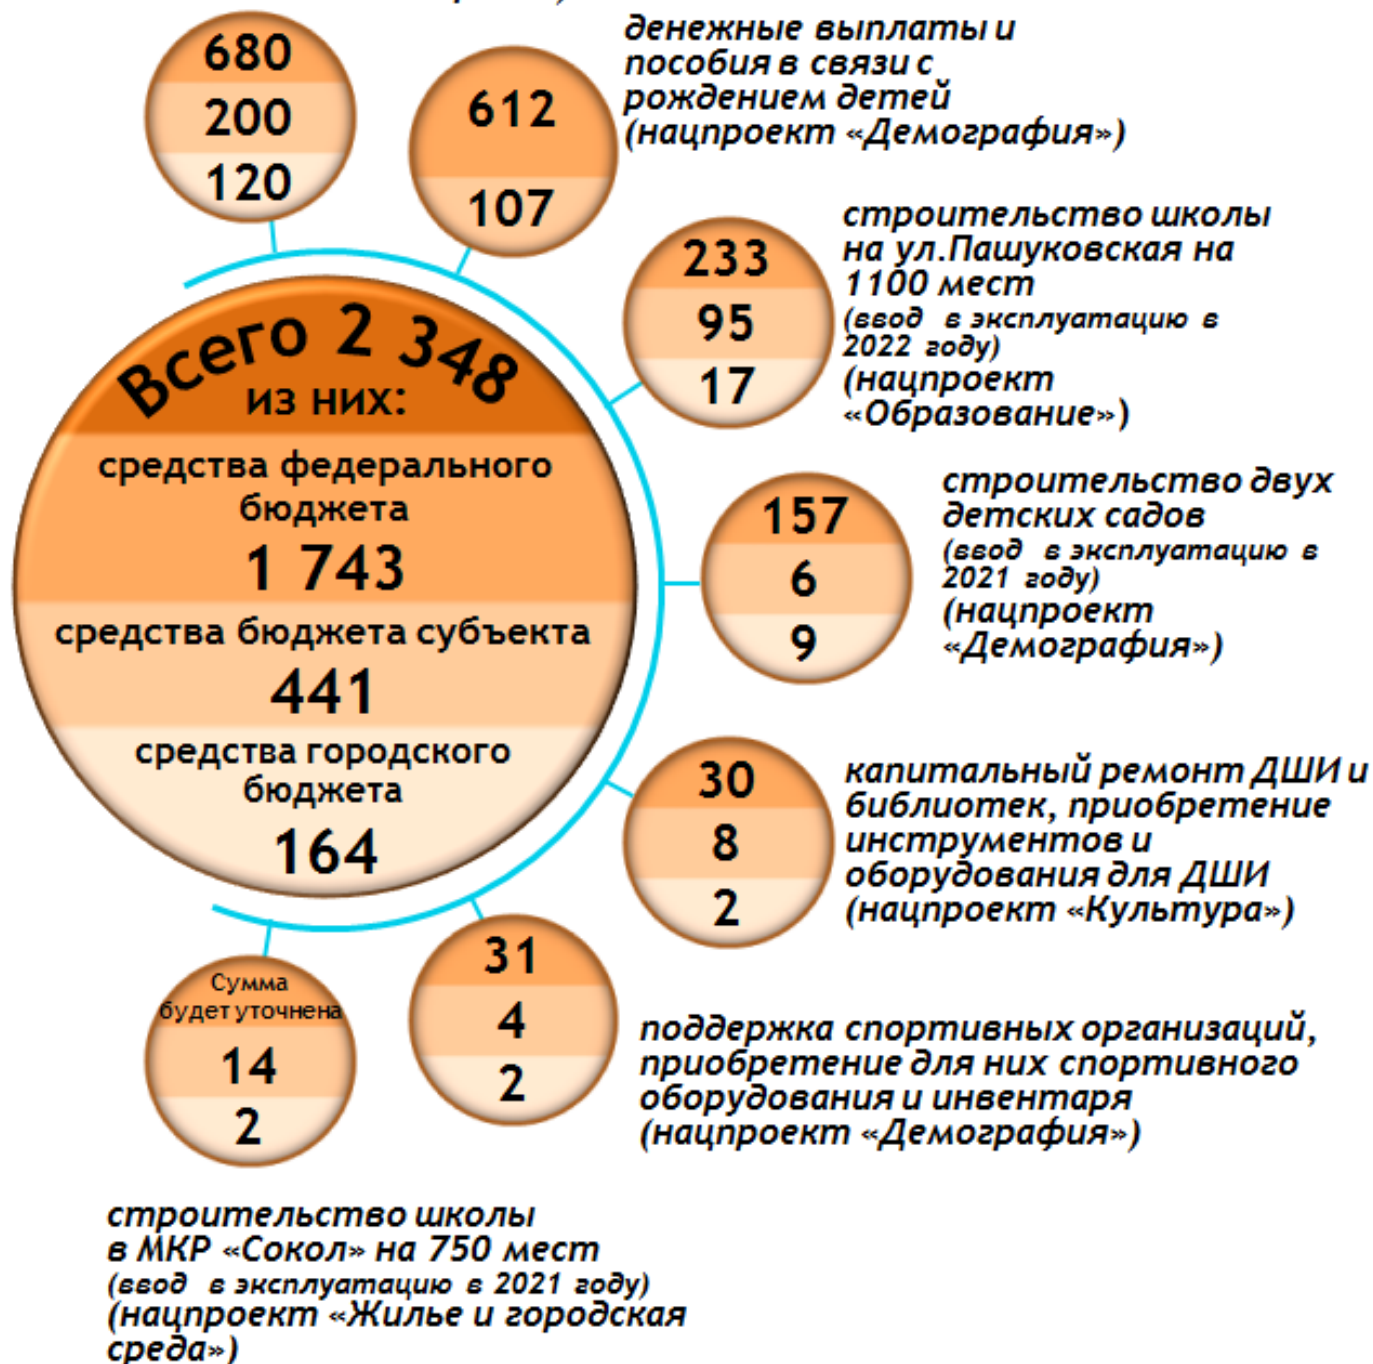 680
200
120
612
107
денежные выплаты и
пособия в связи с
рождением детей
(нацпроект «Демография»)
233
95
17
строительство школы
на ул.Пашуковская на
1100 мест
(ввод в эксплуатацию в
2022 году)
(нацпроект
«Образование»)
Всего 2 348
из них:
средства федерального
бюджета
1 743
средства бюджета субъекта
441
средства городского
бюджета
164
157
6
9
строительство двух
детских садов
(ввод в эксплуатацию в
2021 году)
(нацпроект
«Демография»)
30
8
2
капитальный ремонт ДШИ и
библиотек, приобретение
инструментов и
оборудования для ДШИ
(нацпроект «Культура»)
31
4
2
поддержка спортивных организаций,
приобретение для них спортивного
оборудования и инвентаря
(нацпроект «Демография»)
Сумма
будет уточнена
14
2
строительство школы
в МКР «Сокол» на 750 мест
(ввод в эксплуатацию в 2021 году)
(нацпроект «Жилье и городская
среда»)